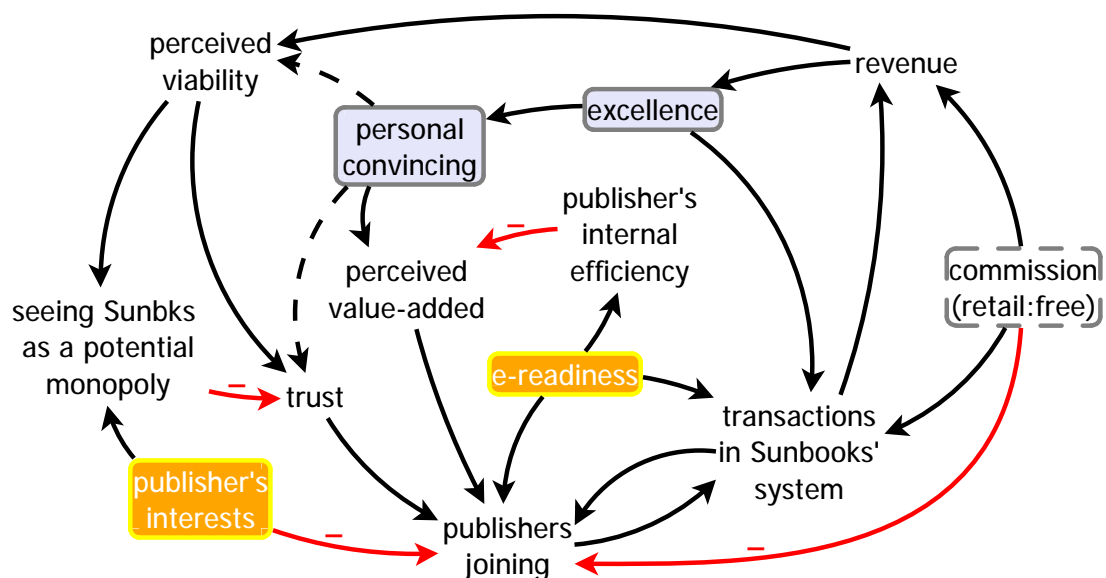 perceived
viability
revenue
excellence
personal
convincing
publisher's
internal
efficiency
–
perceived
value-added
commission
(retail:free)
seeing Sunbks
as a potential
monopoly
–
trust
e-readiness
transactions
in Sunbooks'
system
publisher's
interests
–
publishers
joining
–